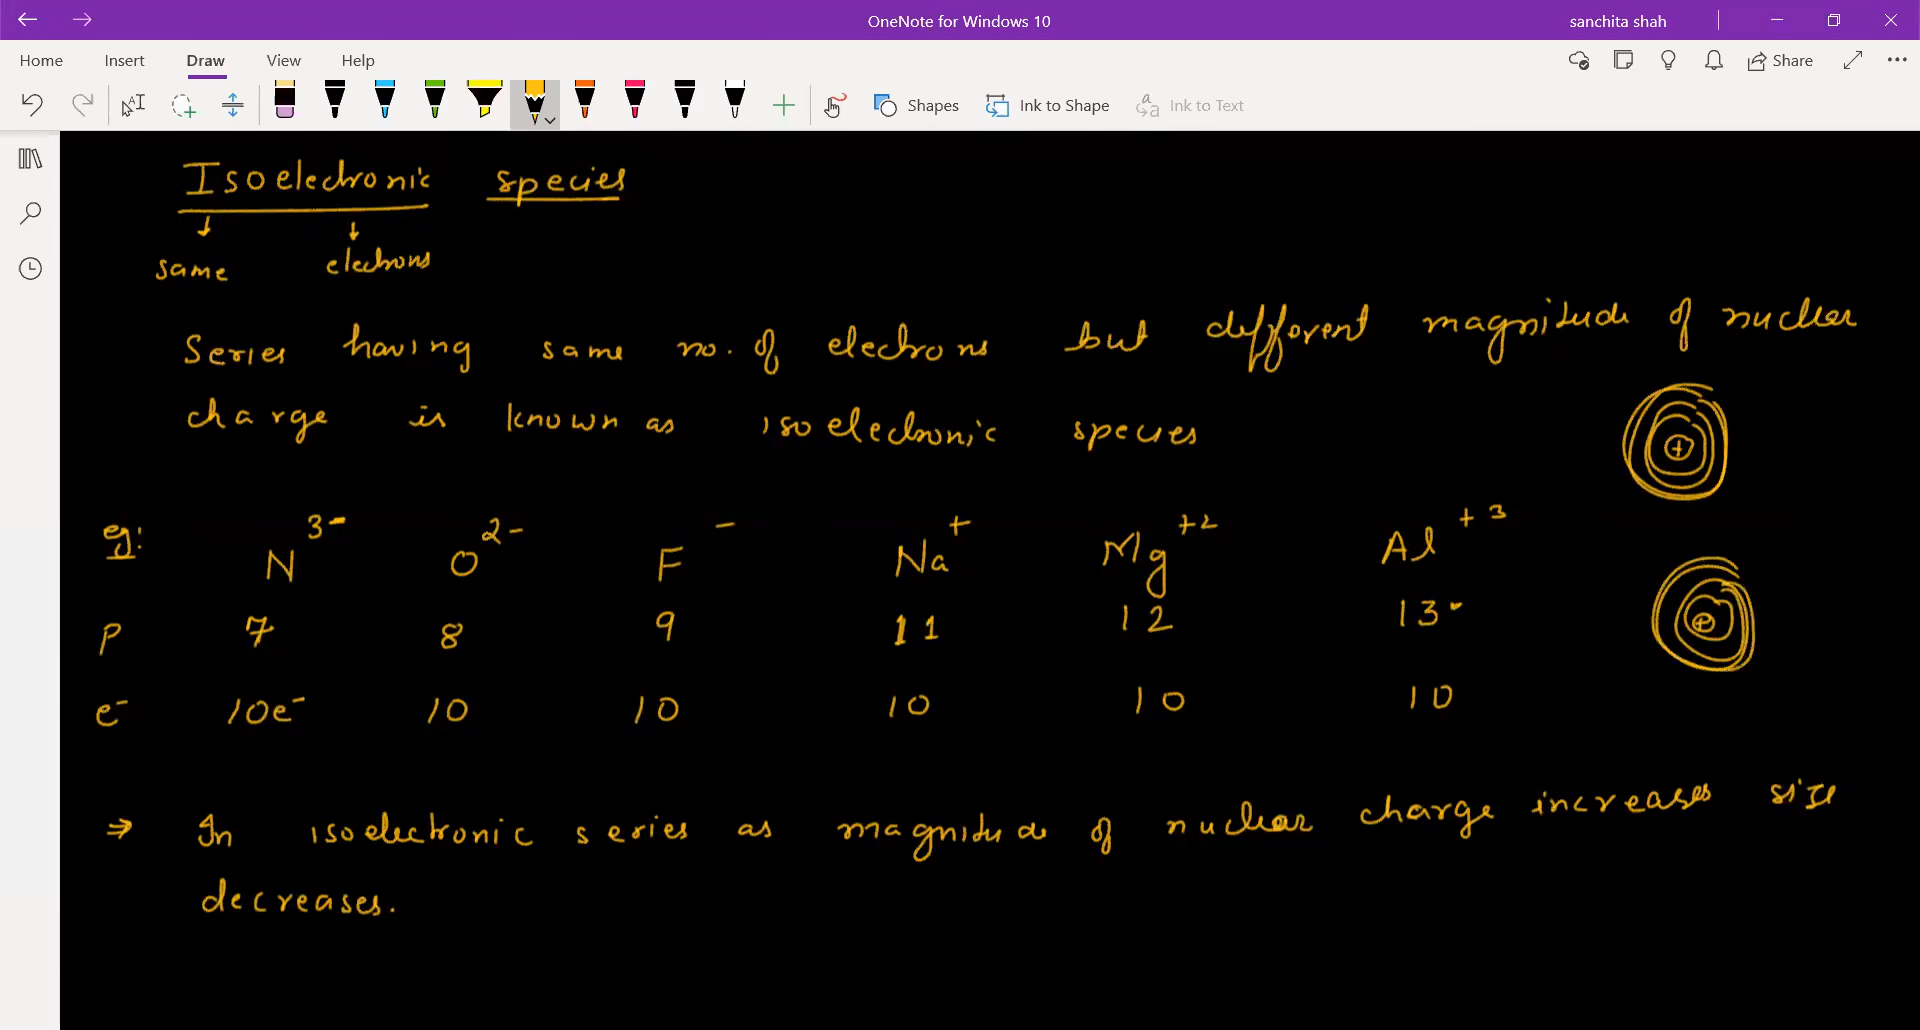 OneNote for Windows 10
sanchita shah
Home Insert Draw View Help
Share
Shapes Ink to Shape Ink to Text
Isoelectronic species
same electrons
Series having same no. of electrons but different magnitude of nuclear
charge is known as isoelectronic species
eg: N³⁻ O²⁻ F⁻ Na⁺ Mg⁺² Al⁺³
P 7 8 9 11 12 13
e⁻ 10e⁻ 10 10 10 10 10
⇒ In isoelectronic series as magnitude of nuclear charge increases size
decreases.